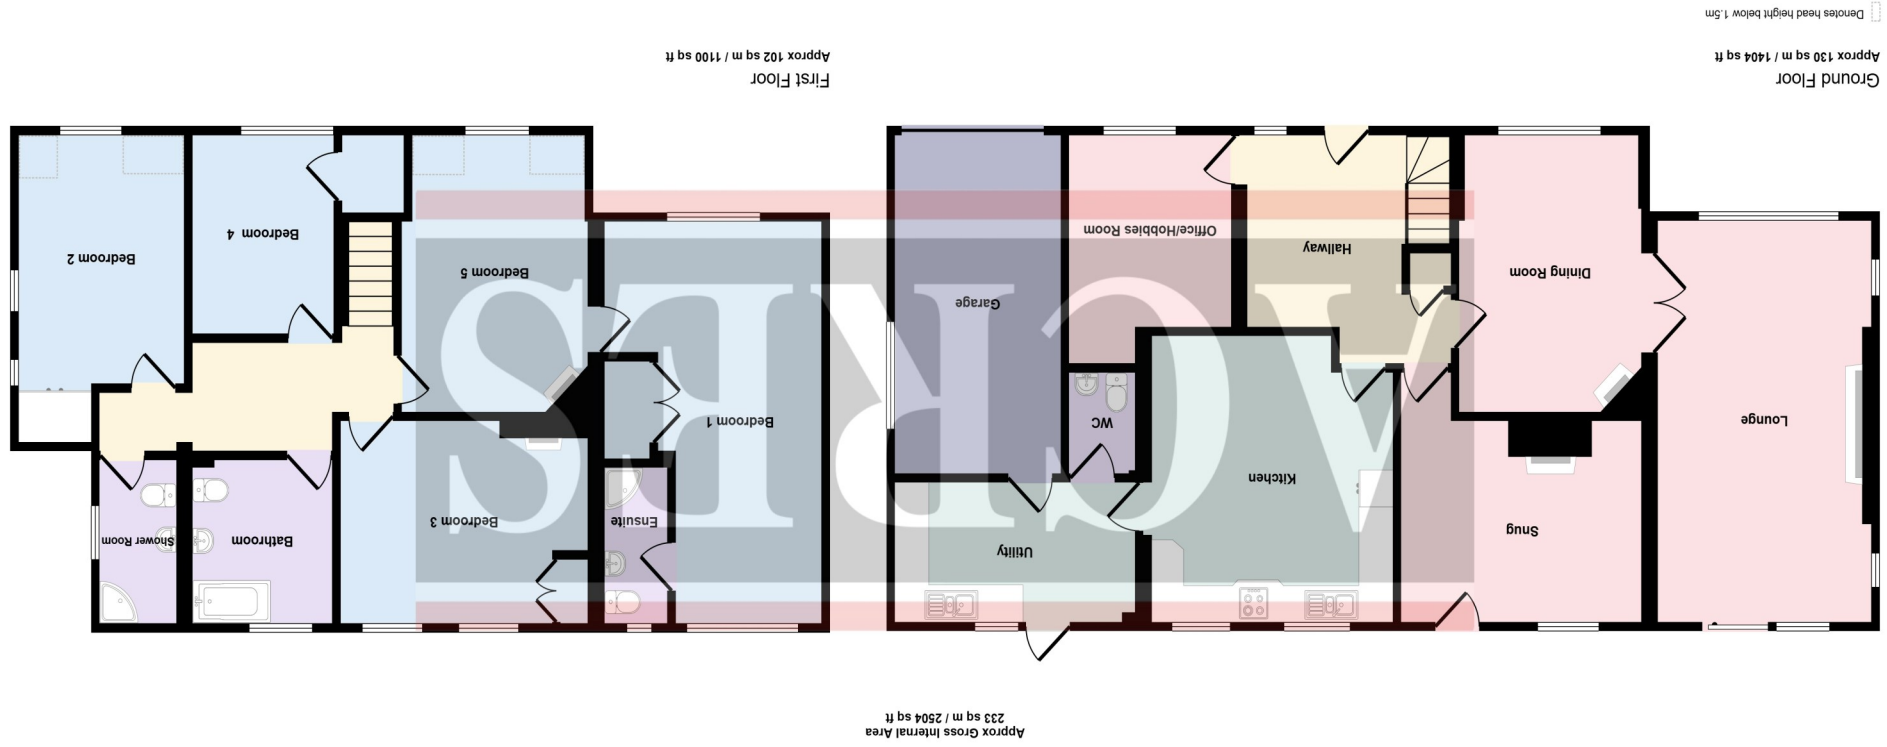 Approx Gross Internal Area
233 sq m / 2504 sq ft
Lounge
Snug
Kitchen
Utility
WC
Dining Room
Hallway
Office/Hobbies Room
Garage
Ensuite
Bedroom 3
Bathroom
Shower Room
Bedroom 1
Bedroom 5
Bedroom 4
Bedroom 2
Ground Floor
Approx 130 sq m / 1404 sq ft
First Floor
Approx 102 sq m / 1100 sq ft
Denotes head height below 1.5m
ACRES